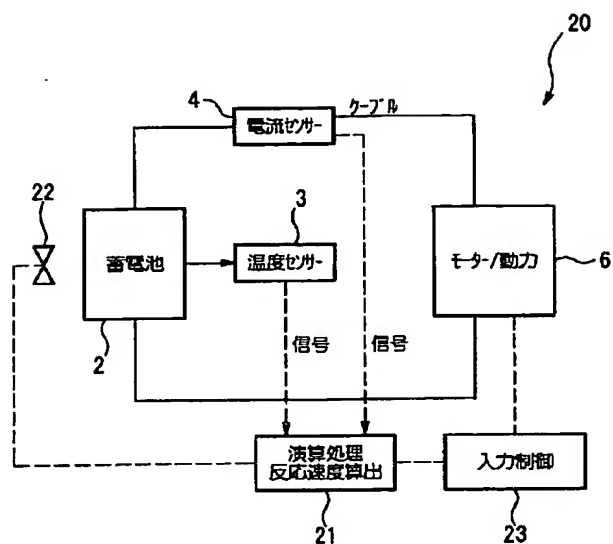 20
4
電流センサー
ケーブル
22
蓄電池
2
3
温度センサー
モーター/動力
6
信号
信号
演算処理
反応速度算出
21
入力制御
23